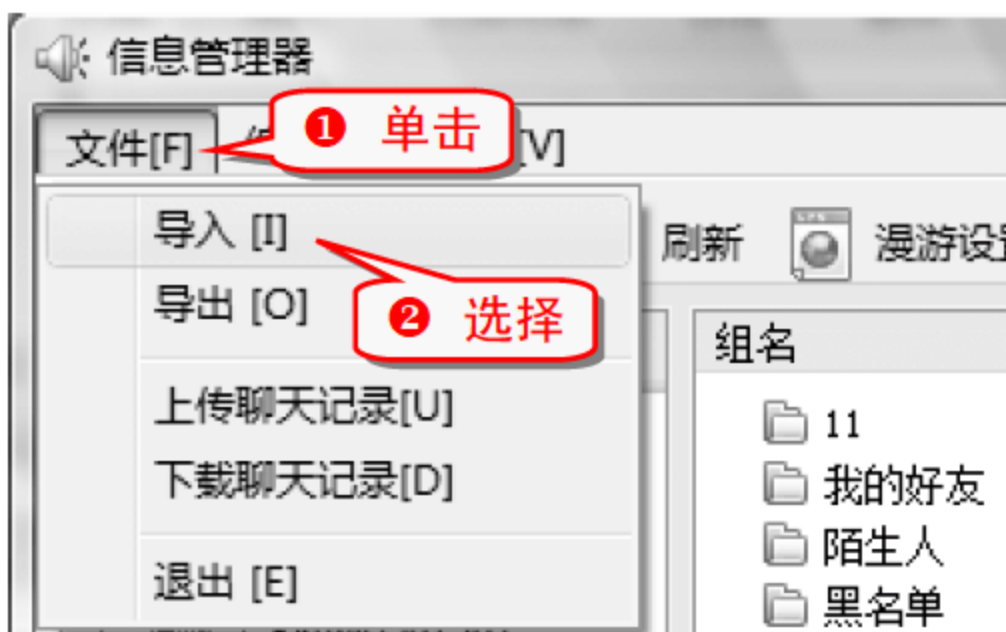 信息管理器
文件[F]
❶ 单击
[V]
导入 [I]
刷新
漫游设
导出 [O]
❷ 选择
组名
上传聊天记录[U]
11
下载聊天记录[D]
我的好友
陌生人
退出 [E]
黑名单